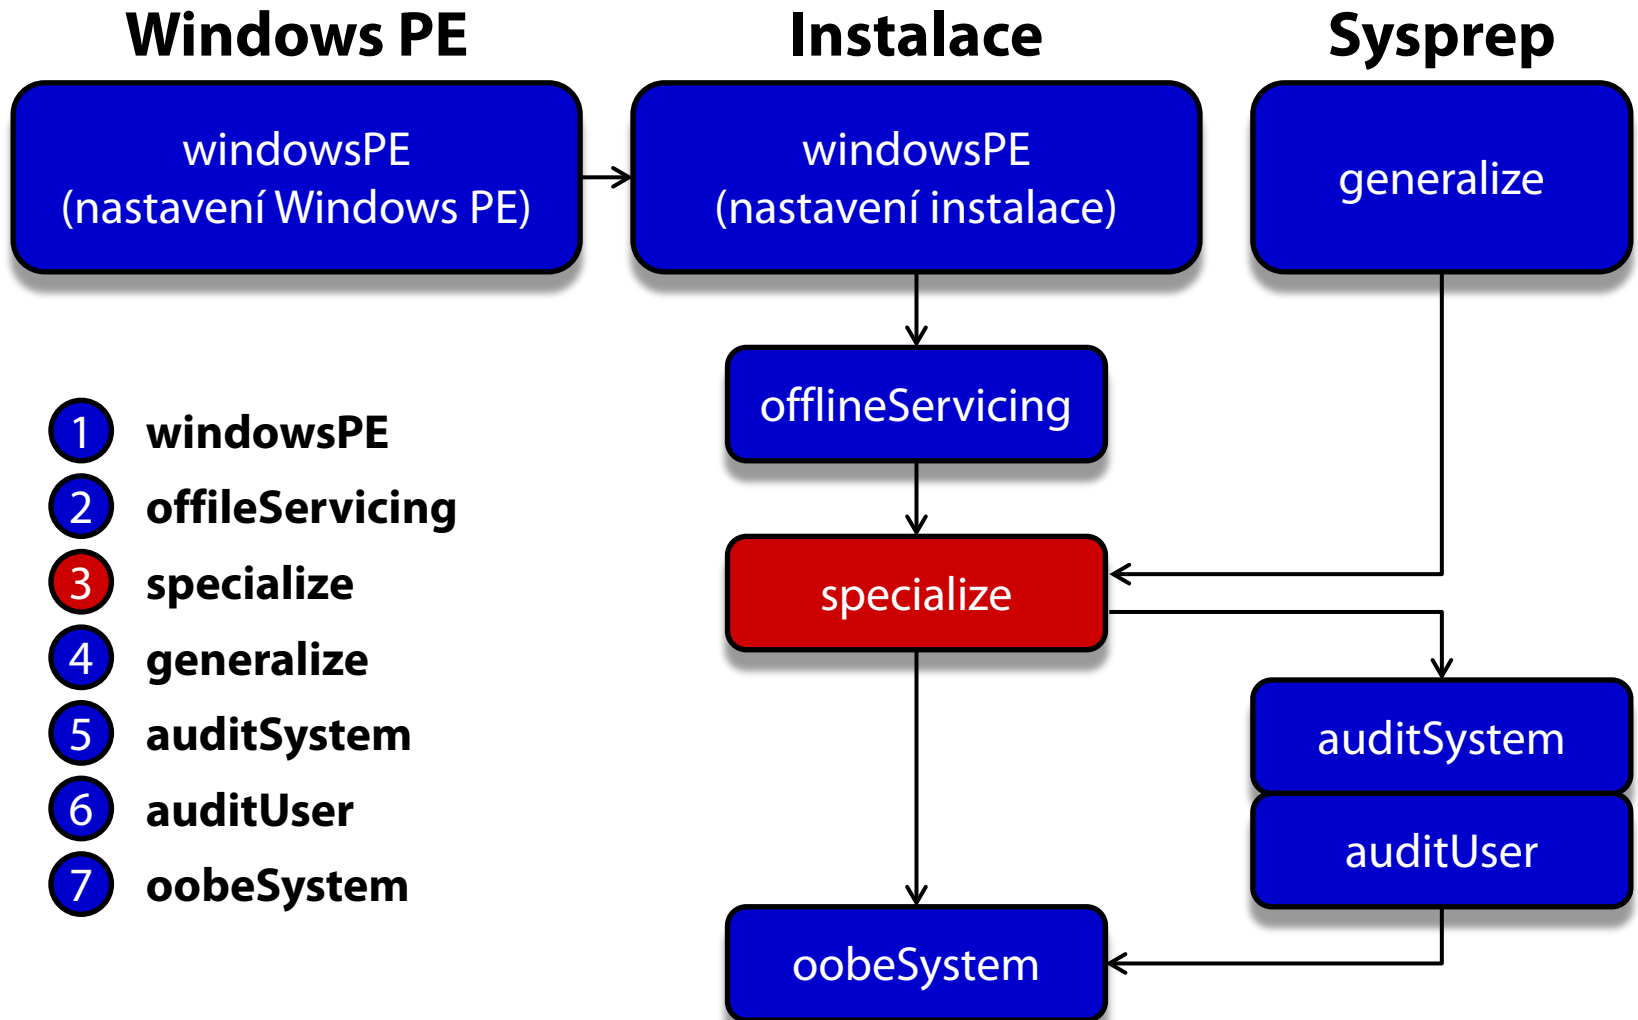 Windows PE
Instalace
Sysprep
windowsPE
(nastavení Windows PE)
windowsPE
(nastavení instalace)
generalize
offlineServicing
specialize
auditSystem
auditUser
oobeSystem
1 windowsPE
2 offileServicing
3 specialize
4 generalize
5 auditSystem
6 auditUser
7 oobeSystem